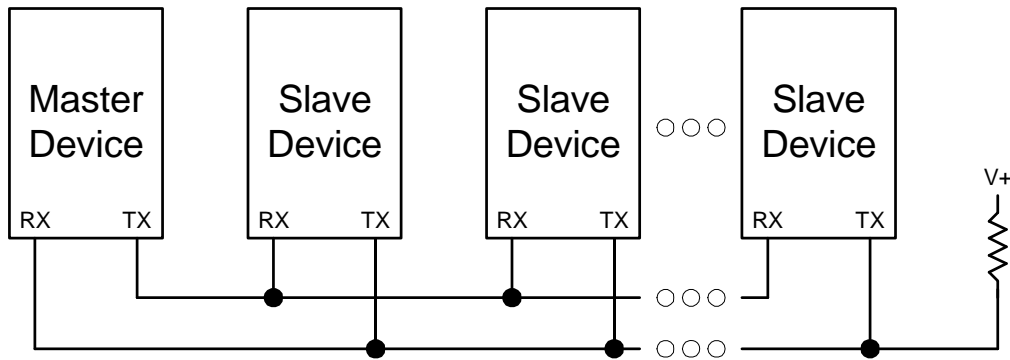 Master
Device
Slave
Device
Slave
Device
Slave
Device
V+
RX TX
RX TX
RX TX
RX TX